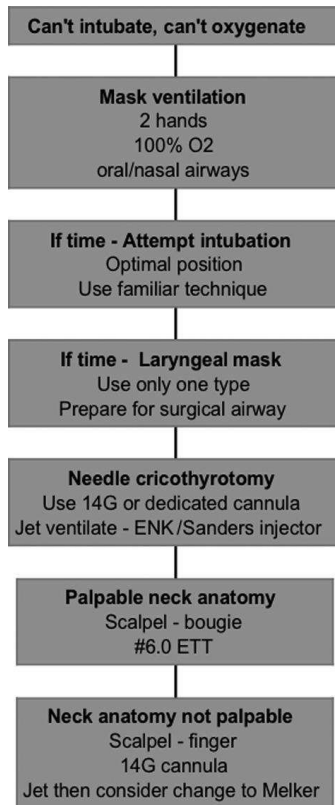 Can't intubate, can't oxygenate
Mask ventilation
2 hands
100% O2
oral/nasal airways
If time - Attempt intubation
Optimal position
Use familiar technique
If time - Laryngeal mask
Use only one type
Prepare for surgical airway
Needle cricothyrotomy
Use 14G or dedicated cannula
Jet ventilate - ENK/Sanders injector
Palpable neck anatomy
Scalpel - bougie
#6.0 ETT
Neck anatomy not palpable
Scalpel - finger
14G cannula
Jet then consider change to Melker